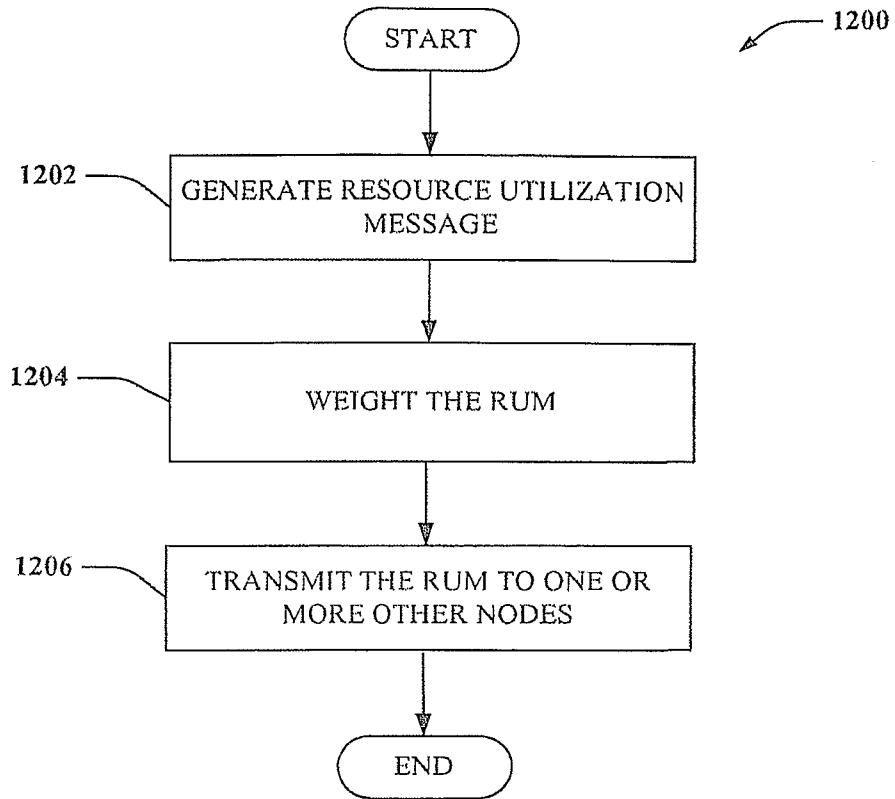 START
1200
1202
GENERATE RESOURCE UTILIZATION
MESSAGE
1204
WEIGHT THE RUM
1206
TRANSMIT THE RUM TO ONE OR
MORE OTHER NODES
END